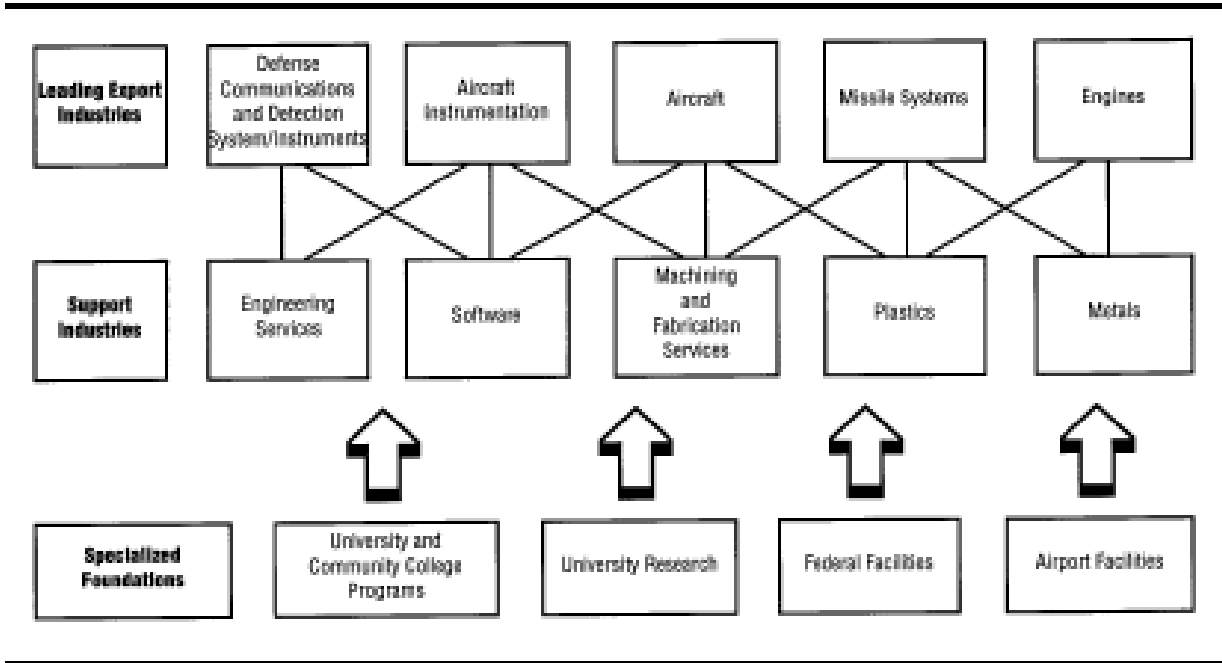 Leading Export
Industries
Defense
Communications
and Detection
System/Instruments
Aircraft
Instrumentation
Aircraft
Missile Systems
Engines
Support
Industries
Engineering
Services
Software
Machining
and
Fabrication
Services
Plastics
Metals
Specialized
Foundations
University and
Community College
Programs
University Research
Federal Facilities
Airport Facilities